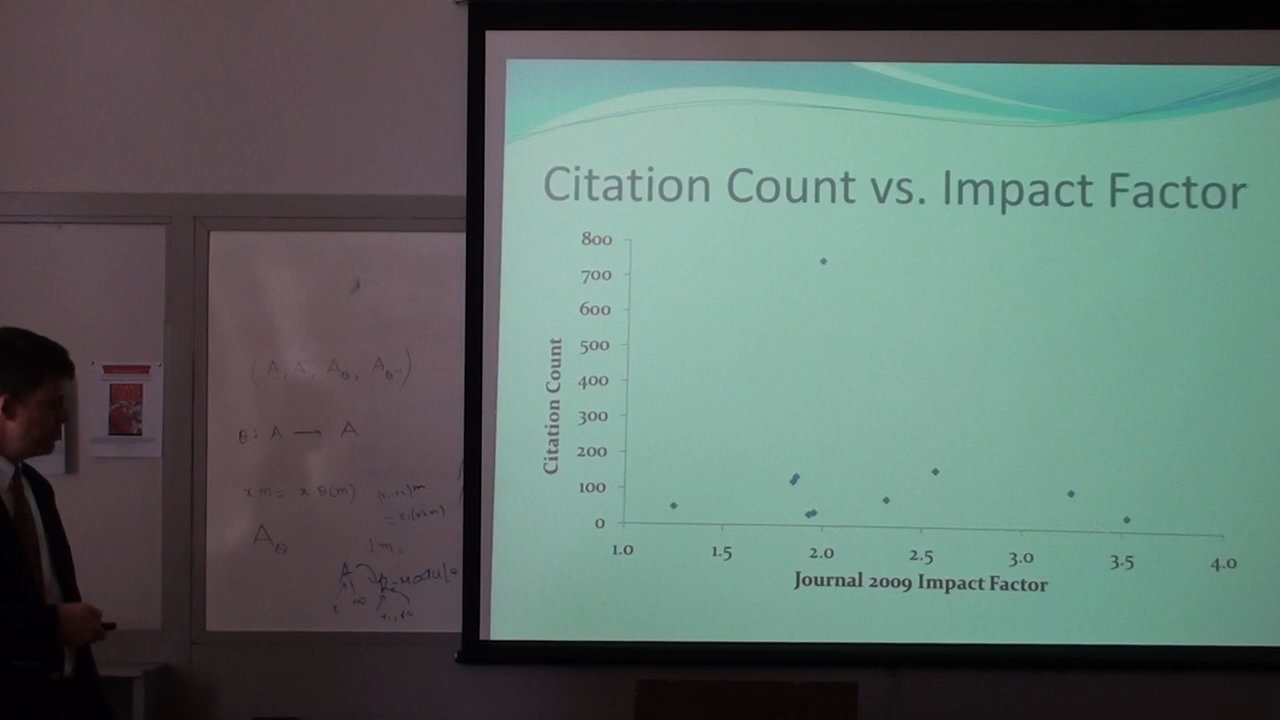 Citation Count vs. Impact Factor
800
700
600
500
400
300
200
100
0
Citation Count
1.0 1.5 2.0 2.5 3.0 3.5 4.0
Journal 2009 Impact Factor
θ: A → A
x m = x θ(m)
A_θ
1m